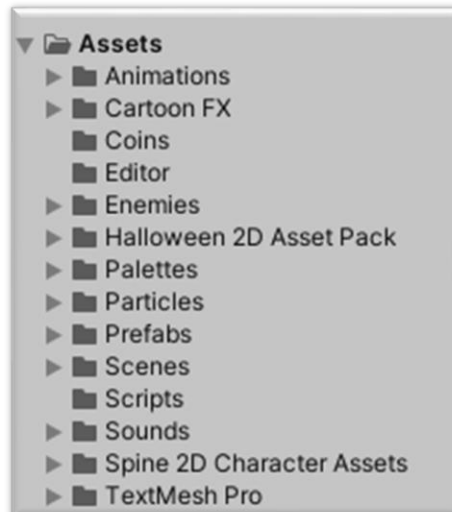 Assets
Animations
Cartoon FX
Coins
Editor
Enemies
Halloween 2D Asset Pack
Palettes
Particles
Prefabs
Scenes
Scripts
Sounds
Spine 2D Character Assets
TextMesh Pro